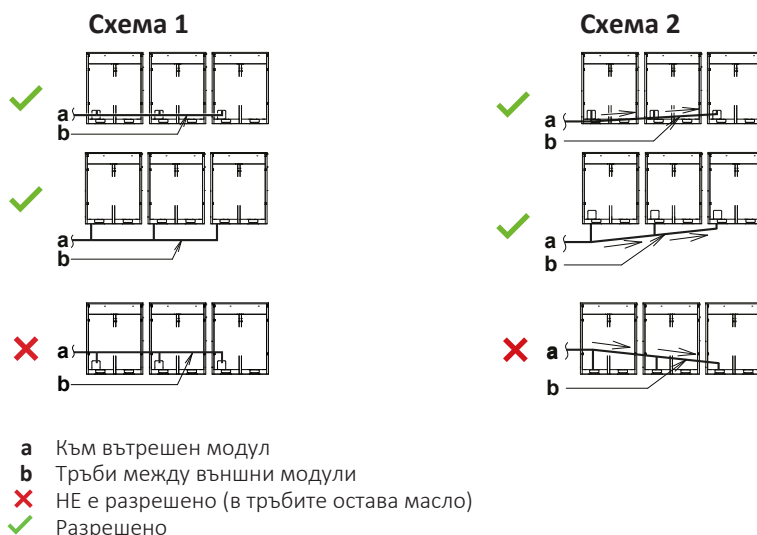 Схема 1
Схема 2
a
b
a
b
a
b
a
b
a
b
a
b
a Към вътрешен модул
b Тръби между външни модули
НЕ е разрешено (в тръбите остава масло)
Разрешено